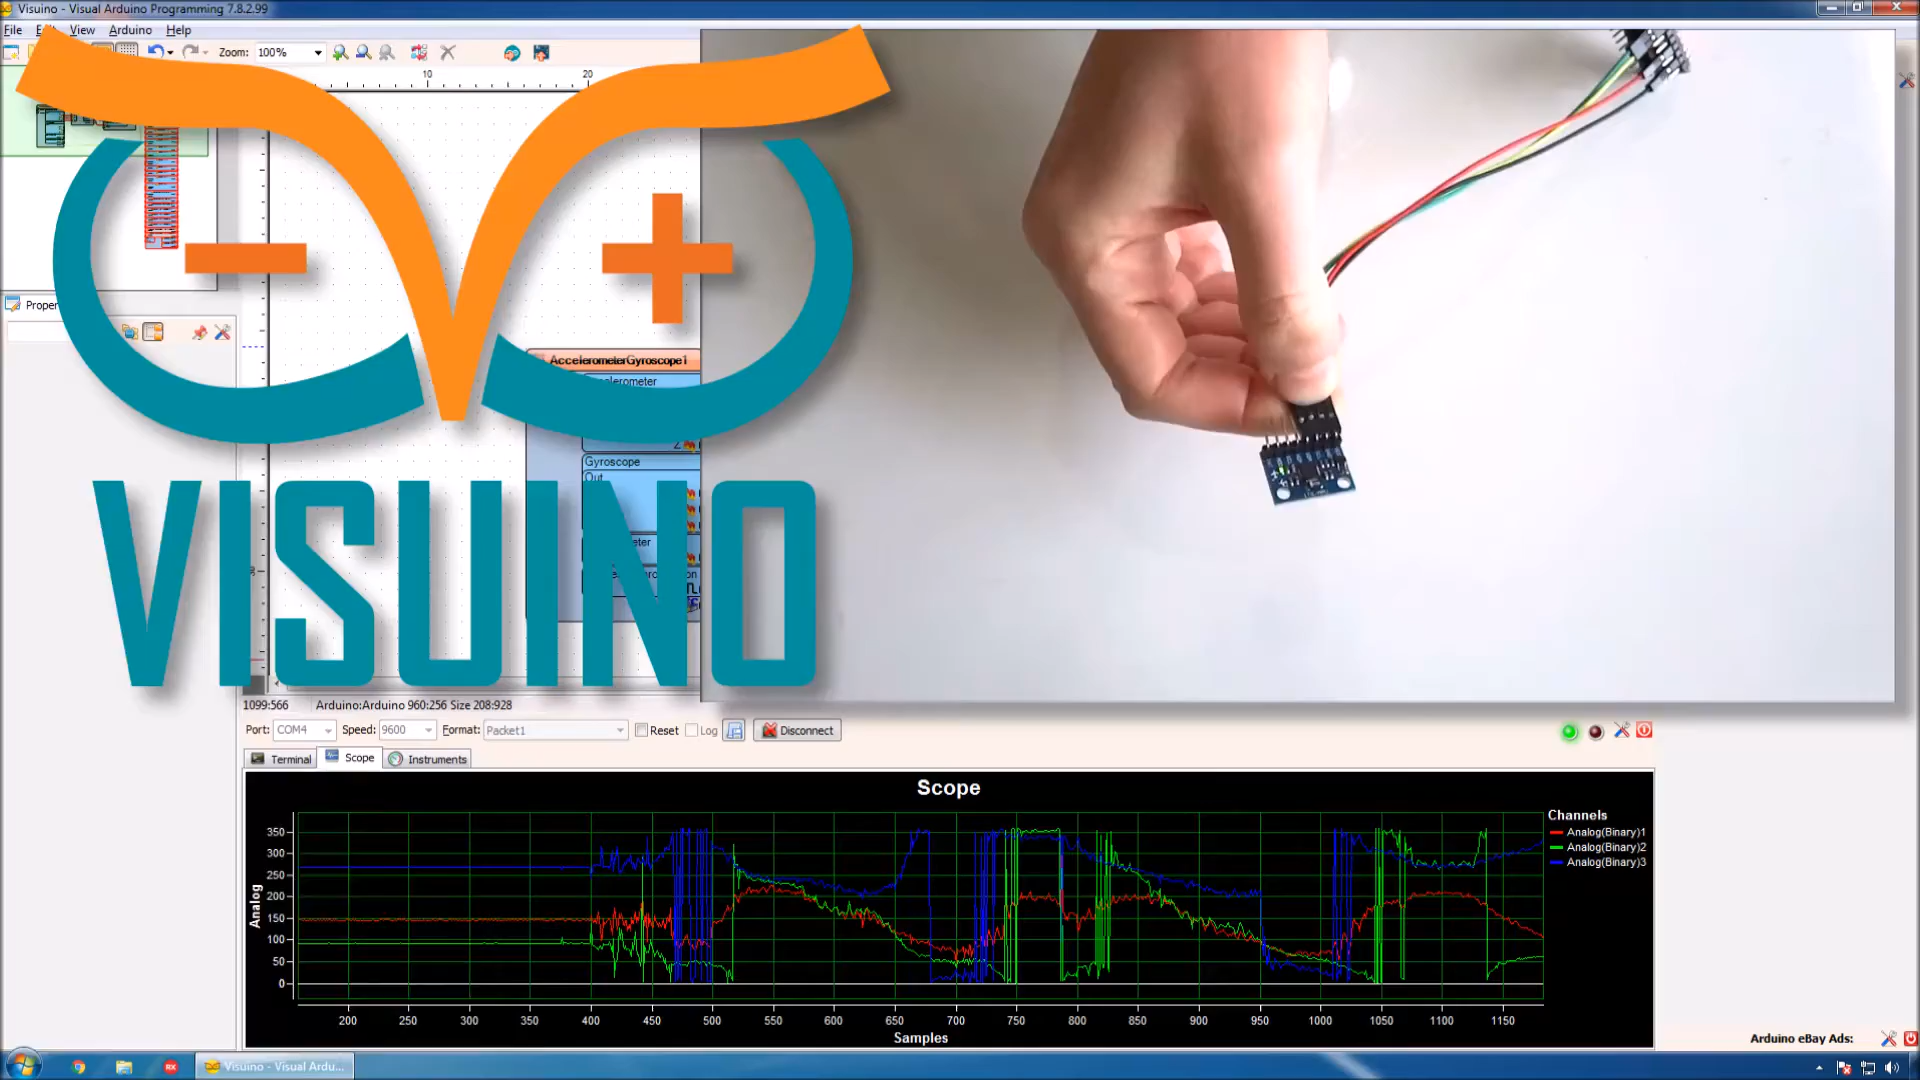 Visuino - Visual Arduino Programming 7.8.2.99
File
View
Arduino
Help
Zoom:
100%
10
20
Proper
AccelerometerGyroscope1
Accelerometer
Z
Gyroscope
Out
VISUINO
1099:566
Arduino:Arduino 960:256 Size 208:928
Port:
COM4
Speed:
9600
Format:
Packet1
Reset
Log
Disconnect
Terminal
Scope
Instruments
Scope
Analog
350
300
250
200
150
100
50
0
200 250 300 350 400 450 500 550 600 650 700 750 800 850 900 950 1000 1050 1100 1150
Samples
Channels
Analog(Binary)1
Analog(Binary)2
Analog(Binary)3
Arduino eBay Ads:
Visuino - Visual Ardu...